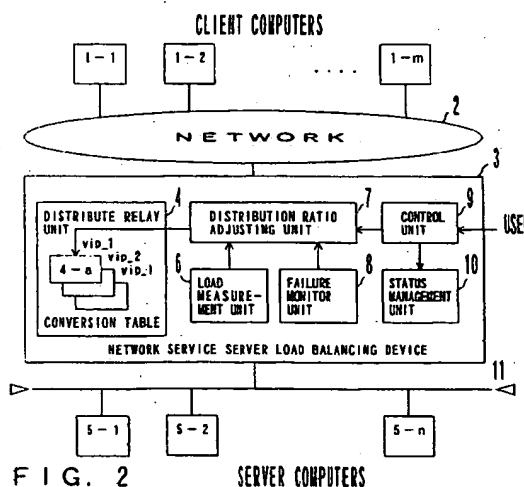 CLIENT COMPUTERS
1-1 1-2 .... 1-m
2
NETWORK
3
4 7 9
DISTRIBUTE RELAY UNIT
DISTRIBUTION RATIO ADJUSTING UNIT
CONTROL UNIT
USE
vip_1
vip_2
4-a
6 8 10
LOAD MEASURE-MENT UNIT
FAILURE MONITOR UNIT
STATUS MANAGEMENT UNIT
CONVERSION TABLE
NETWORK SERVICE SERVER LOAD BALANCING DEVICE
11
5-1 5-2 5-n
FIG. 2 SERVER COMPUTERS